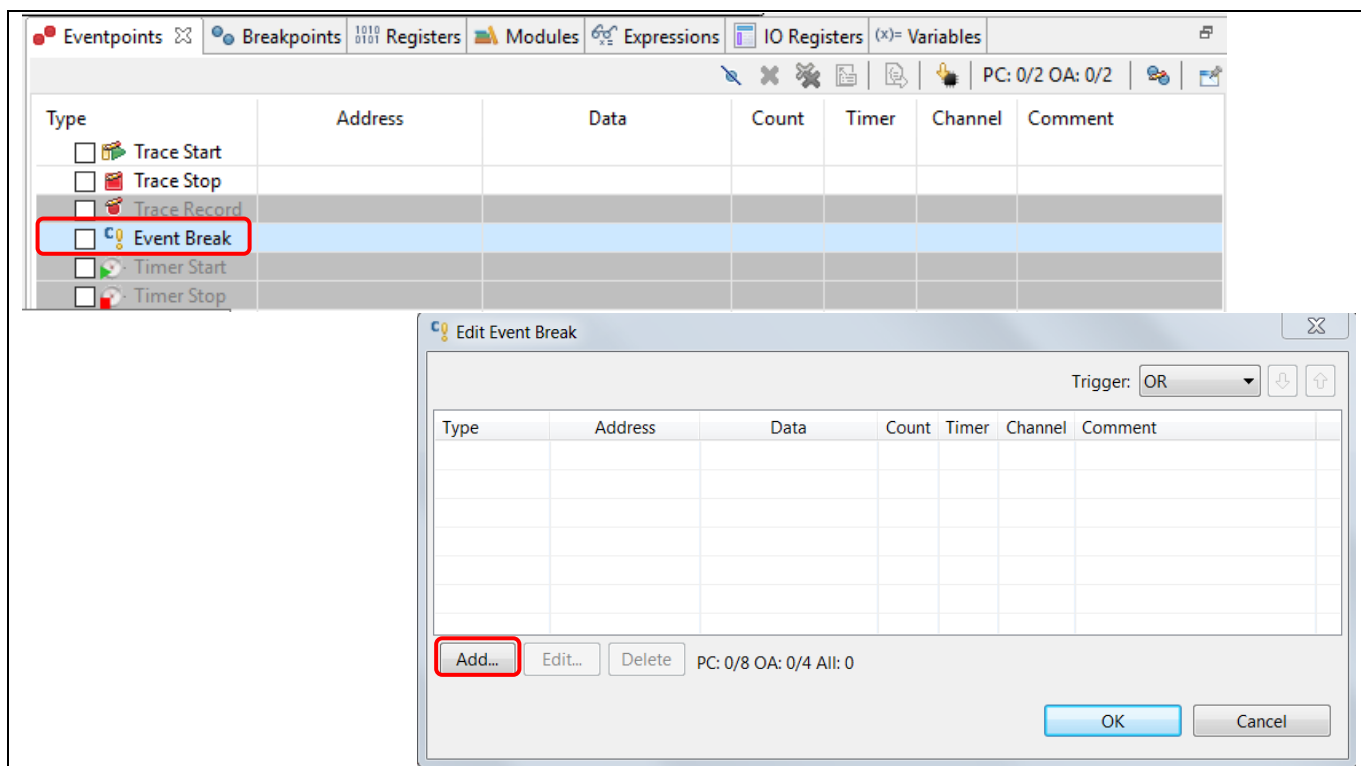 Eventpoints Breakpoints Registers Modules Expressions IO Registers (x)= Variables
PC: 0/2 OA: 0/2
Type Address Data Count Timer Channel Comment
Trace Start
Trace Stop
Trace Record
Event Break
Timer Start
Timer Stop
Edit Event Break
Trigger: OR
Type Address Data Count Timer Channel Comment
Add... Edit... Delete PC: 0/8 OA: 0/4 All: 0
OK Cancel